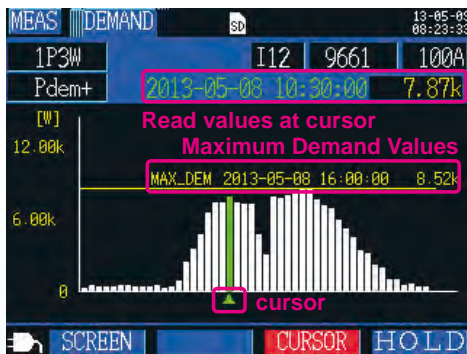 MEAS DEMAND SD 13-05-09
08:23:33
1P3W I12 9661 100A
Pdem+ 2013-05-08 10:30:00 7.87k
[W] Read values at cursor
Maximum Demand Values
12.00k
MAX_DEM 2013-05-08 16:00:00 8.52k
6.00k
0
cursor
SCREEN CURSOR HOLD